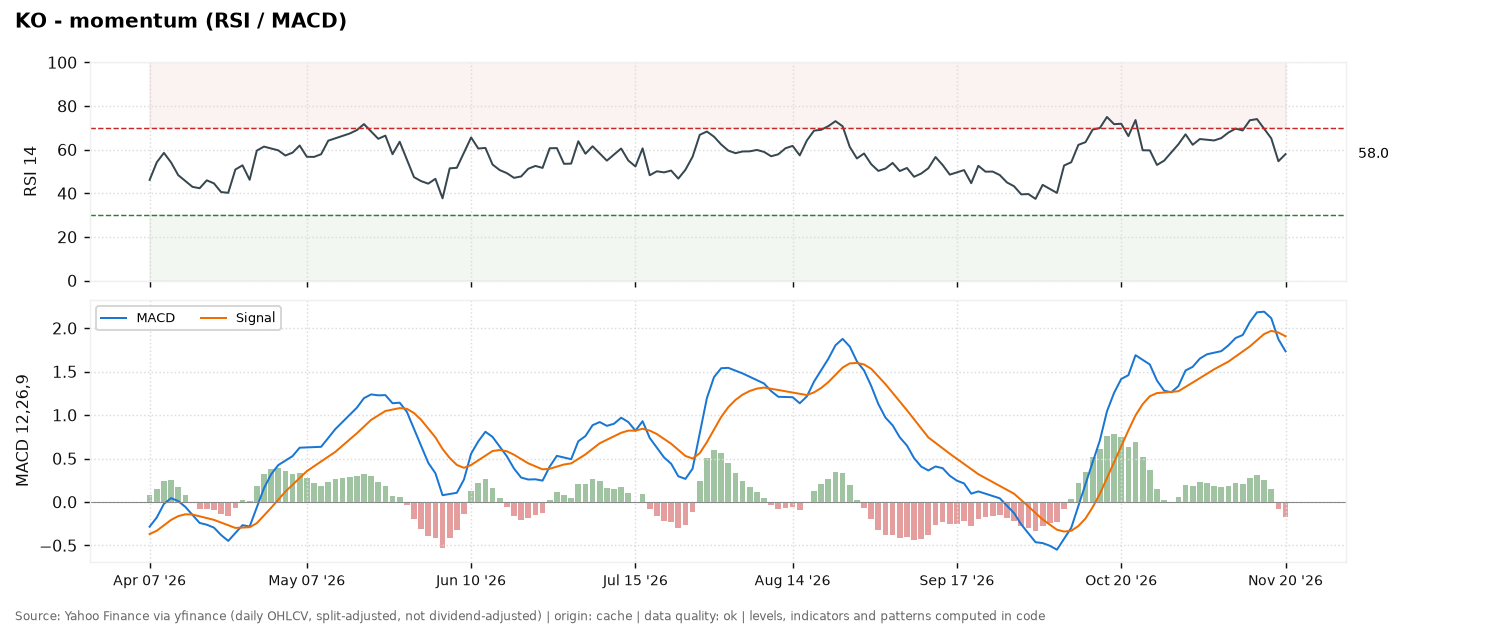 KO - momentum (RSI / MACD)
RSI 14
100
80
60
40
20
0
58.0
MACD 12,26,9
MACD
Signal
2.0
1.5
1.0
0.5
0.0
−0.5
Apr 07 '26 May 07 '26 Jun 10 '26 Jul 15 '26 Aug 14 '26 Sep 17 '26 Oct 20 '26 Nov 20 '26
Source: Yahoo Finance via yfinance (daily OHLCV, split-adjusted, not dividend-adjusted) | origin: cache | data quality: ok | levels, indicators and patterns computed in code